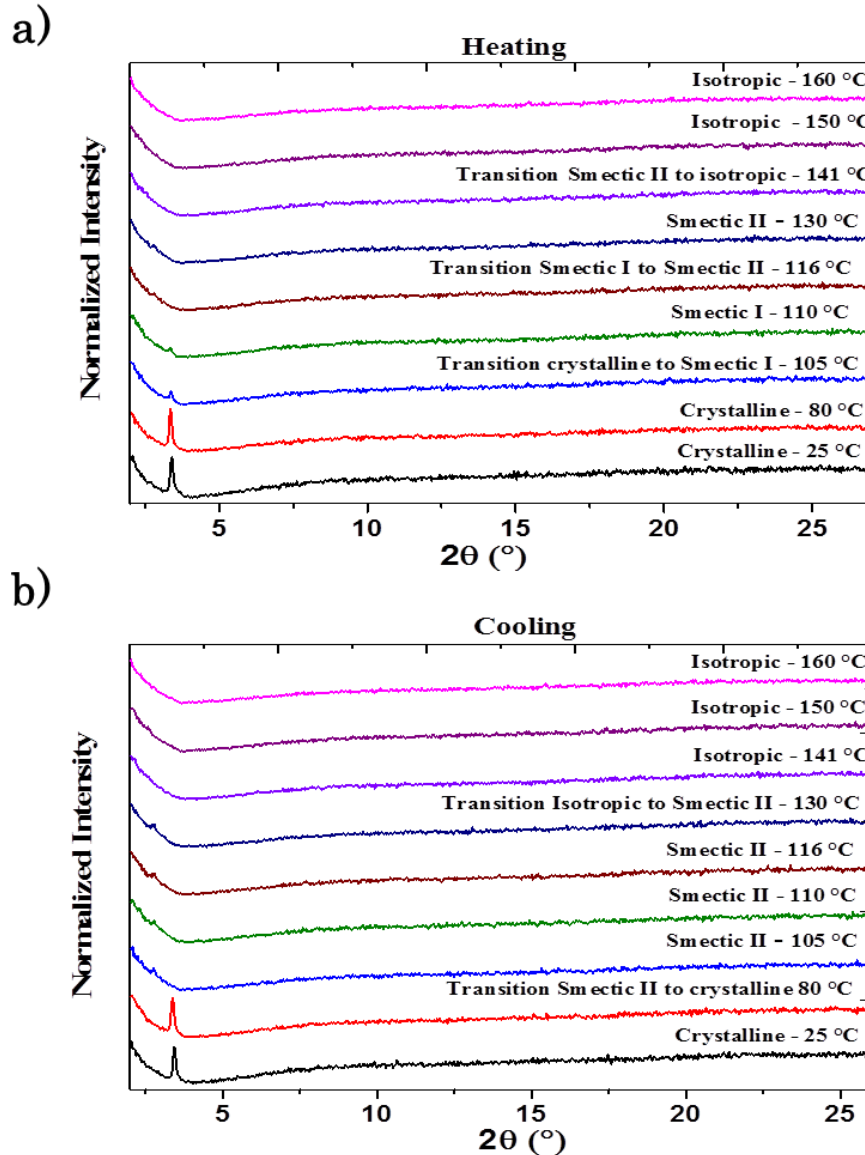 a)
Heating
Isotropic - 160 °C
Isotropic - 150 °C
Transition Smectic II to isotropic - 141 °C
Smectic II - 130 °C
Transition Smectic I to Smectic II - 116 °C
Smectic I - 110 °C
Transition crystalline to Smectic I - 105 °C
Crystalline - 80 °C
Crystalline - 25 °C
Normalized Intensity
5 10 15 20 25
2θ (°)
b)
Cooling
Isotropic - 160 °C
Isotropic - 150 °C
Isotropic - 141 °C
Transition Isotropic to Smectic II - 130 °C
Smectic II - 116 °C
Smectic II - 110 °C
Smectic II - 105 °C
Transition Smectic II to crystalline 80 °C
Crystalline - 25 °C
Normalized Intensity
5 10 15 20 25
2θ (°)